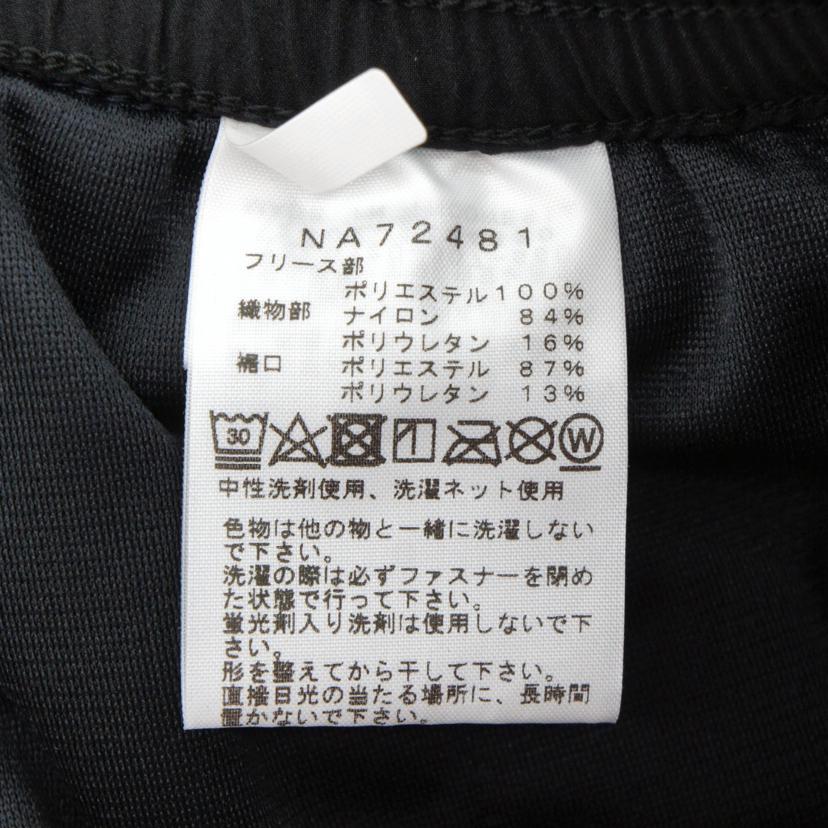 NA72481
フリース部
ポリエステル100%
織物部 ナイロン 84%
ポリウレタン 16%
裾口 ポリエステル 87%
ポリウレタン 13%
30 W
中性洗剤使用、洗濯ネット使用
色物は他の物と一緒に洗濯しない
で下さい。
洗濯の際は必ずファスナーを閉め
た状態で行って下さい。
蛍光剤入り洗剤は使用しないで下
さい。
形を整えてから干して下さい。
直接日光の当たる場所に、長時間
置かないで下さい。